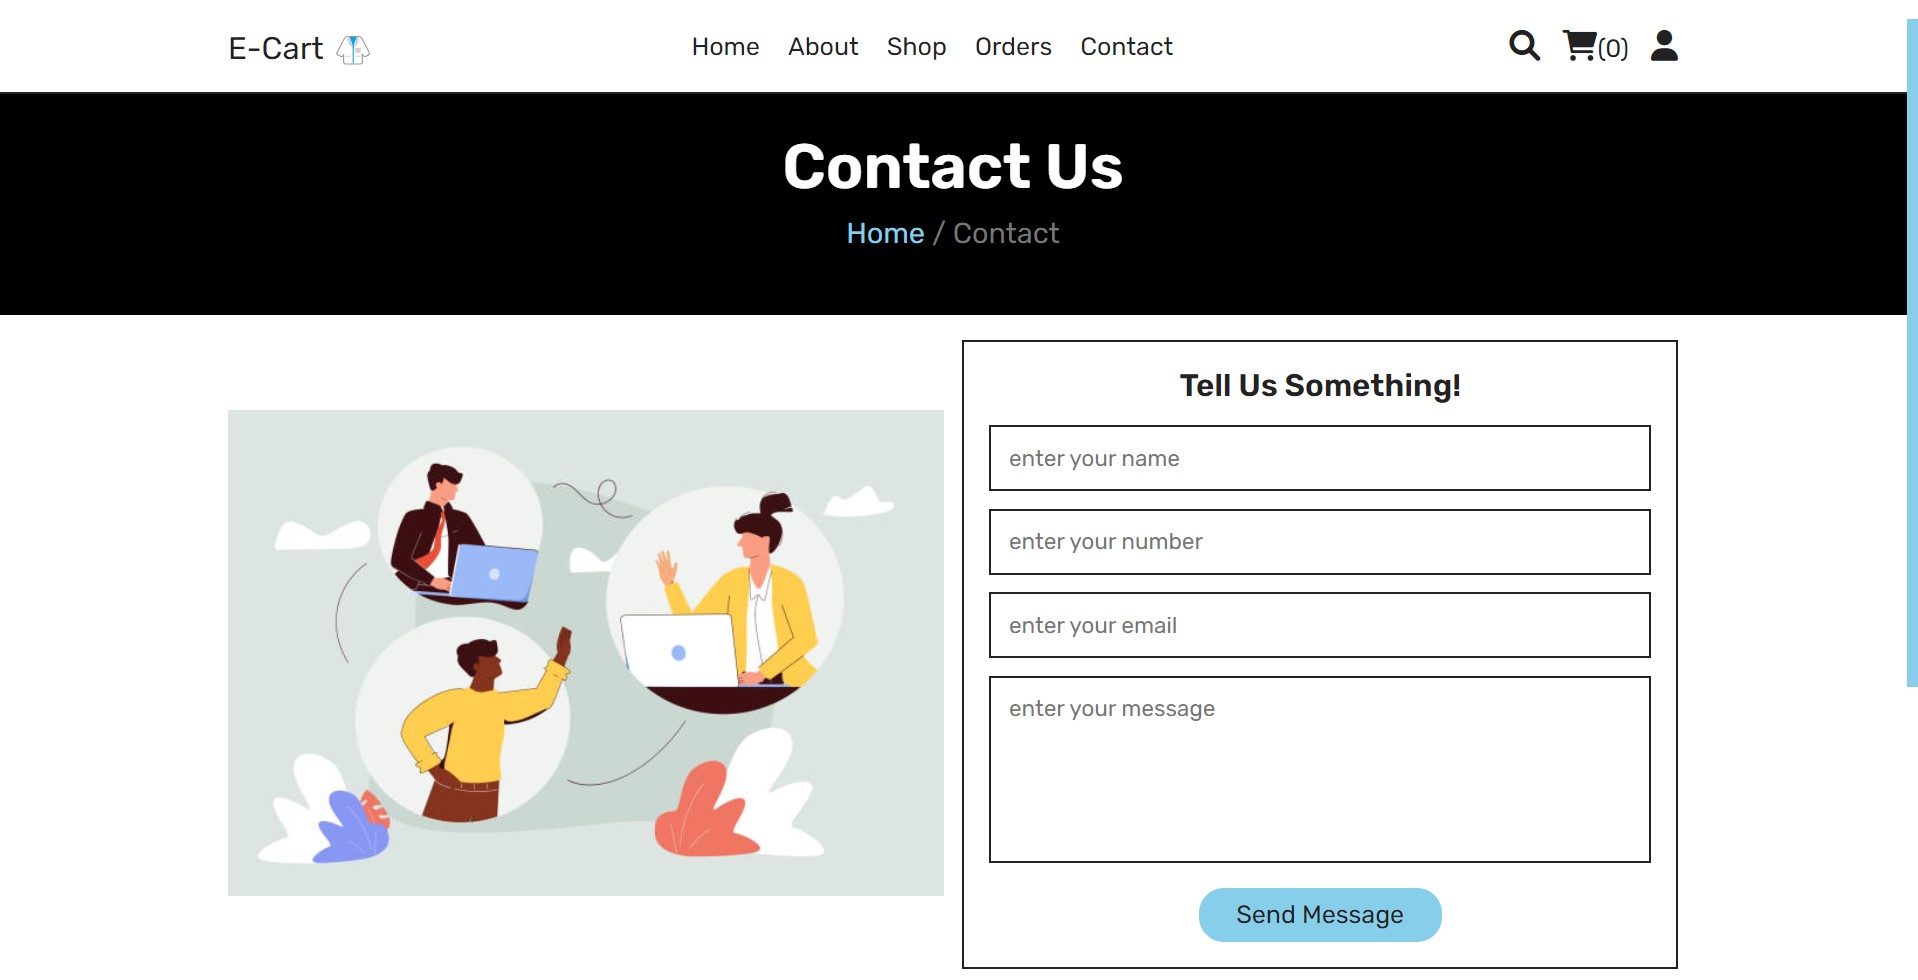 E-Cart
Home About Shop Orders Contact
(0)
Contact Us
Home / Contact
Tell Us Something!
enter your name
enter your number
enter your email
enter your message
Send Message